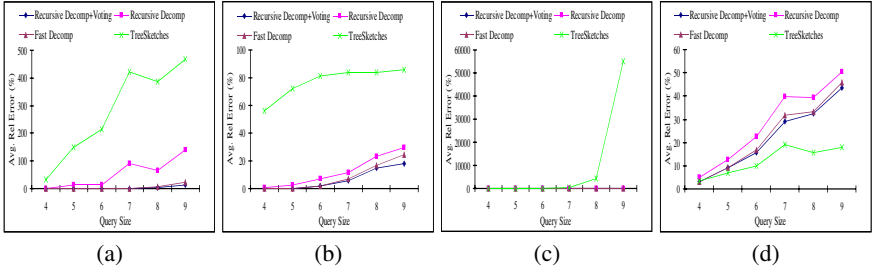 Recursive Decomp+Voting Recursive Decomp
Fast Decomp TreeSketches
Avg. Rel Error (%)
500
400
300
200
100
0
4 5 6 7 8 9
Query Size
(a)
Recursive Decomp+Voting Recursive Decomp
Fast Decomp TreeSketches
Avg. Rel Error (%)
100
80
60
40
20
0
4 5 6 7 8 9
Query Size
(b)
Recursive Decomp+Voting Recursive Decomp
Fast Decomp TreeSketches
Avg. Rel Error (%)
60000
50000
40000
30000
20000
10000
0
4 5 6 7 8 9
Query Size
(c)
Recursive Decomp+Voting Recursive Decomp
Fast Decomp TreeSketches
Avg. Rel Error (%)
60
50
40
30
20
10
0
4 5 6 7 8 9
Query Size
(d)